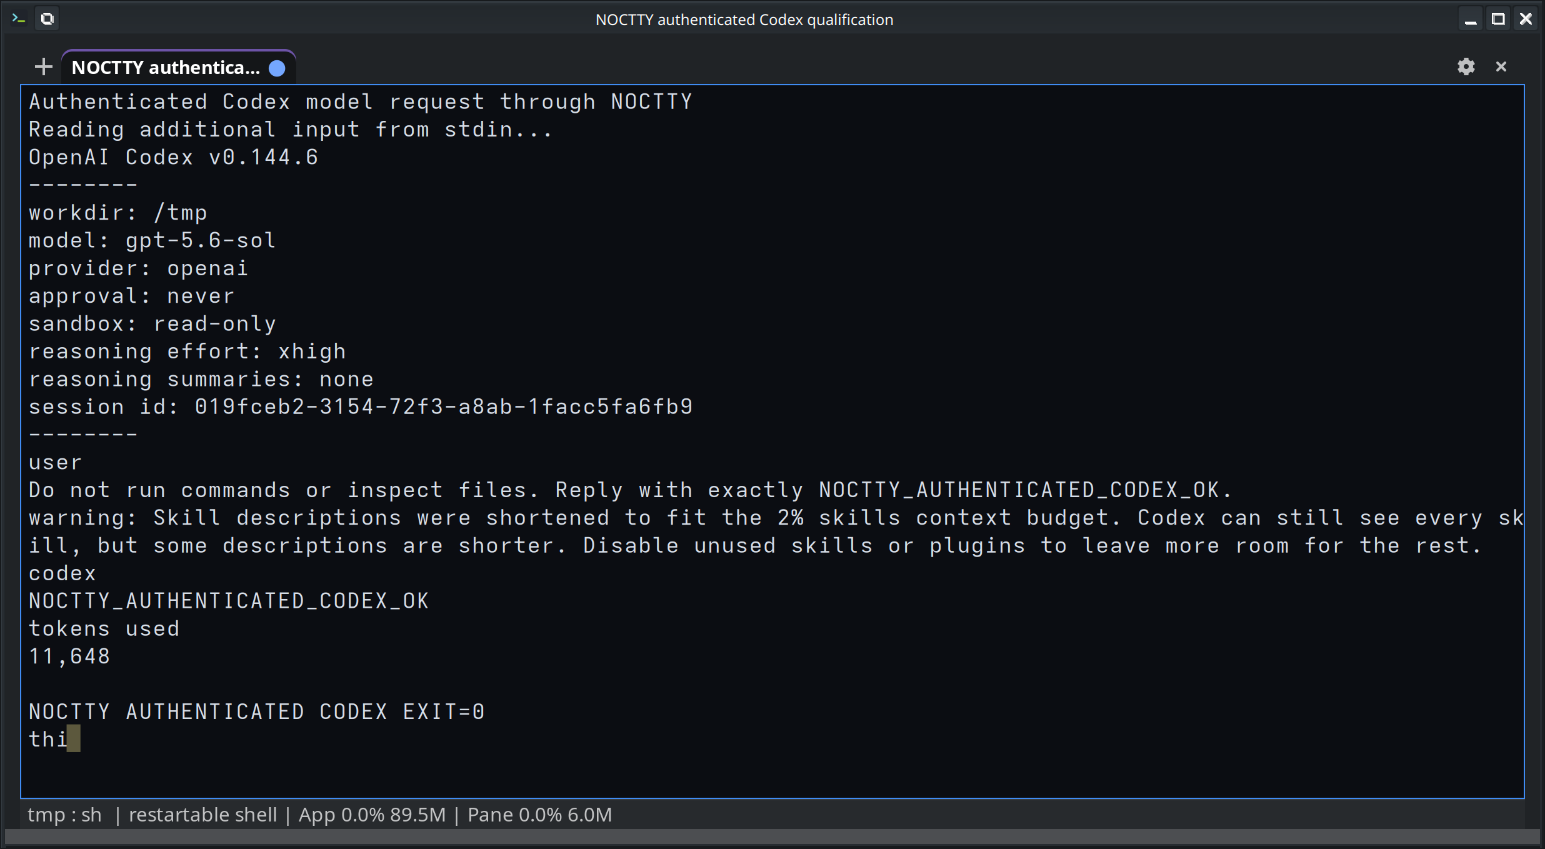 NOCTTY authenticated Codex qualification
NOCTTY authentica...
Authenticated Codex model request through NOCTTY
Reading additional input from stdin...
OpenAI Codex v0.144.6
--------
workdir: /tmp
model: gpt-5.6-sol
provider: openai
approval: never
sandbox: read-only
reasoning effort: xhigh
reasoning summaries: none
session id: 019fceb2-3154-72f3-a8ab-1facc5fa6fb9
--------
user
Do not run commands or inspect files. Reply with exactly NOCTTY_AUTHENTICATED_CODEX_OK.
warning: Skill descriptions were shortened to fit the 2% skills context budget. Codex can still see every sk
ill, but some descriptions are shorter. Disable unused skills or plugins to leave more room for the rest.
codex
NOCTTY_AUTHENTICATED_CODEX_OK
tokens used
11,648
NOCTTY AUTHENTICATED CODEX EXIT=0
thi
tmp : sh | restartable shell | App 0.0% 89.5M | Pane 0.0% 6.0M